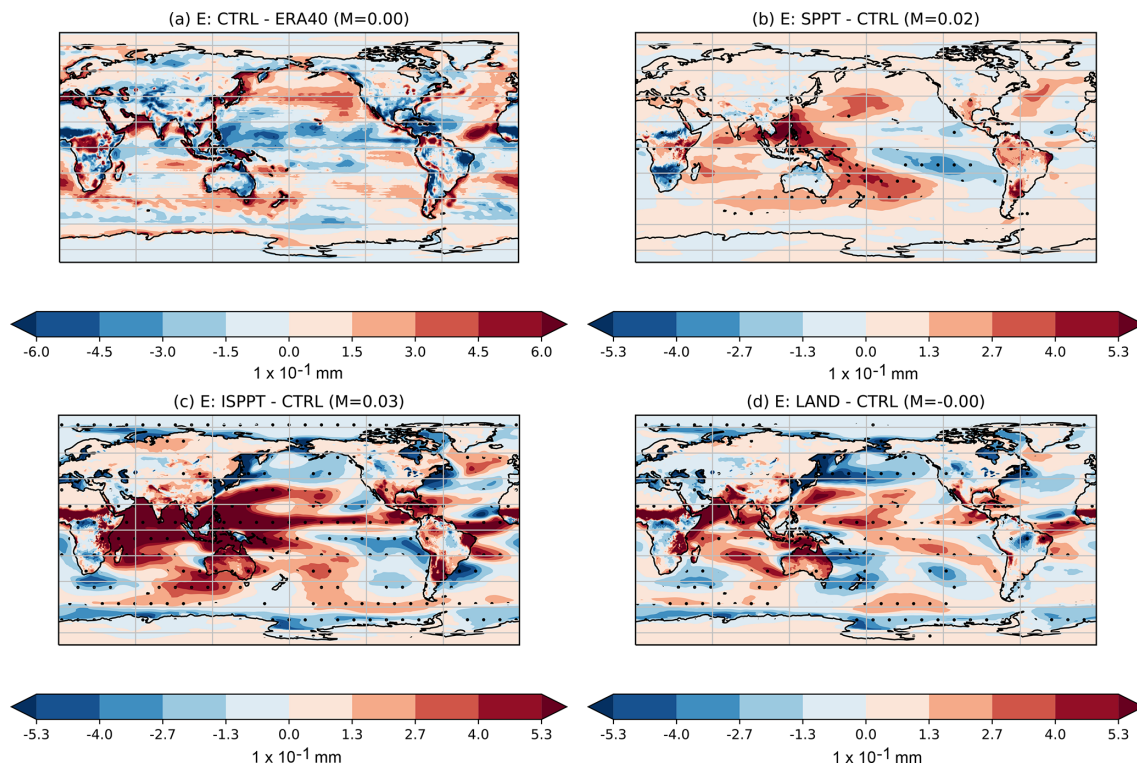 (a) E: CTRL - ERA40 (M=0.00)
(b) E: SPPT - CTRL (M=0.02)
-6.0 -4.5 -3.0 -1.5 0.0 1.5 3.0 4.5 6.0
1 x 10⁻¹ mm
-5.3 -4.0 -2.7 -1.3 0.0 1.3 2.7 4.0 5.3
1 x 10⁻¹ mm
(c) E: ISPPT - CTRL (M=0.03)
(d) E: LAND - CTRL (M=-0.00)
-5.3 -4.0 -2.7 -1.3 0.0 1.3 2.7 4.0 5.3
1 x 10⁻¹ mm
-5.3 -4.0 -2.7 -1.3 0.0 1.3 2.7 4.0 5.3
1 x 10⁻¹ mm